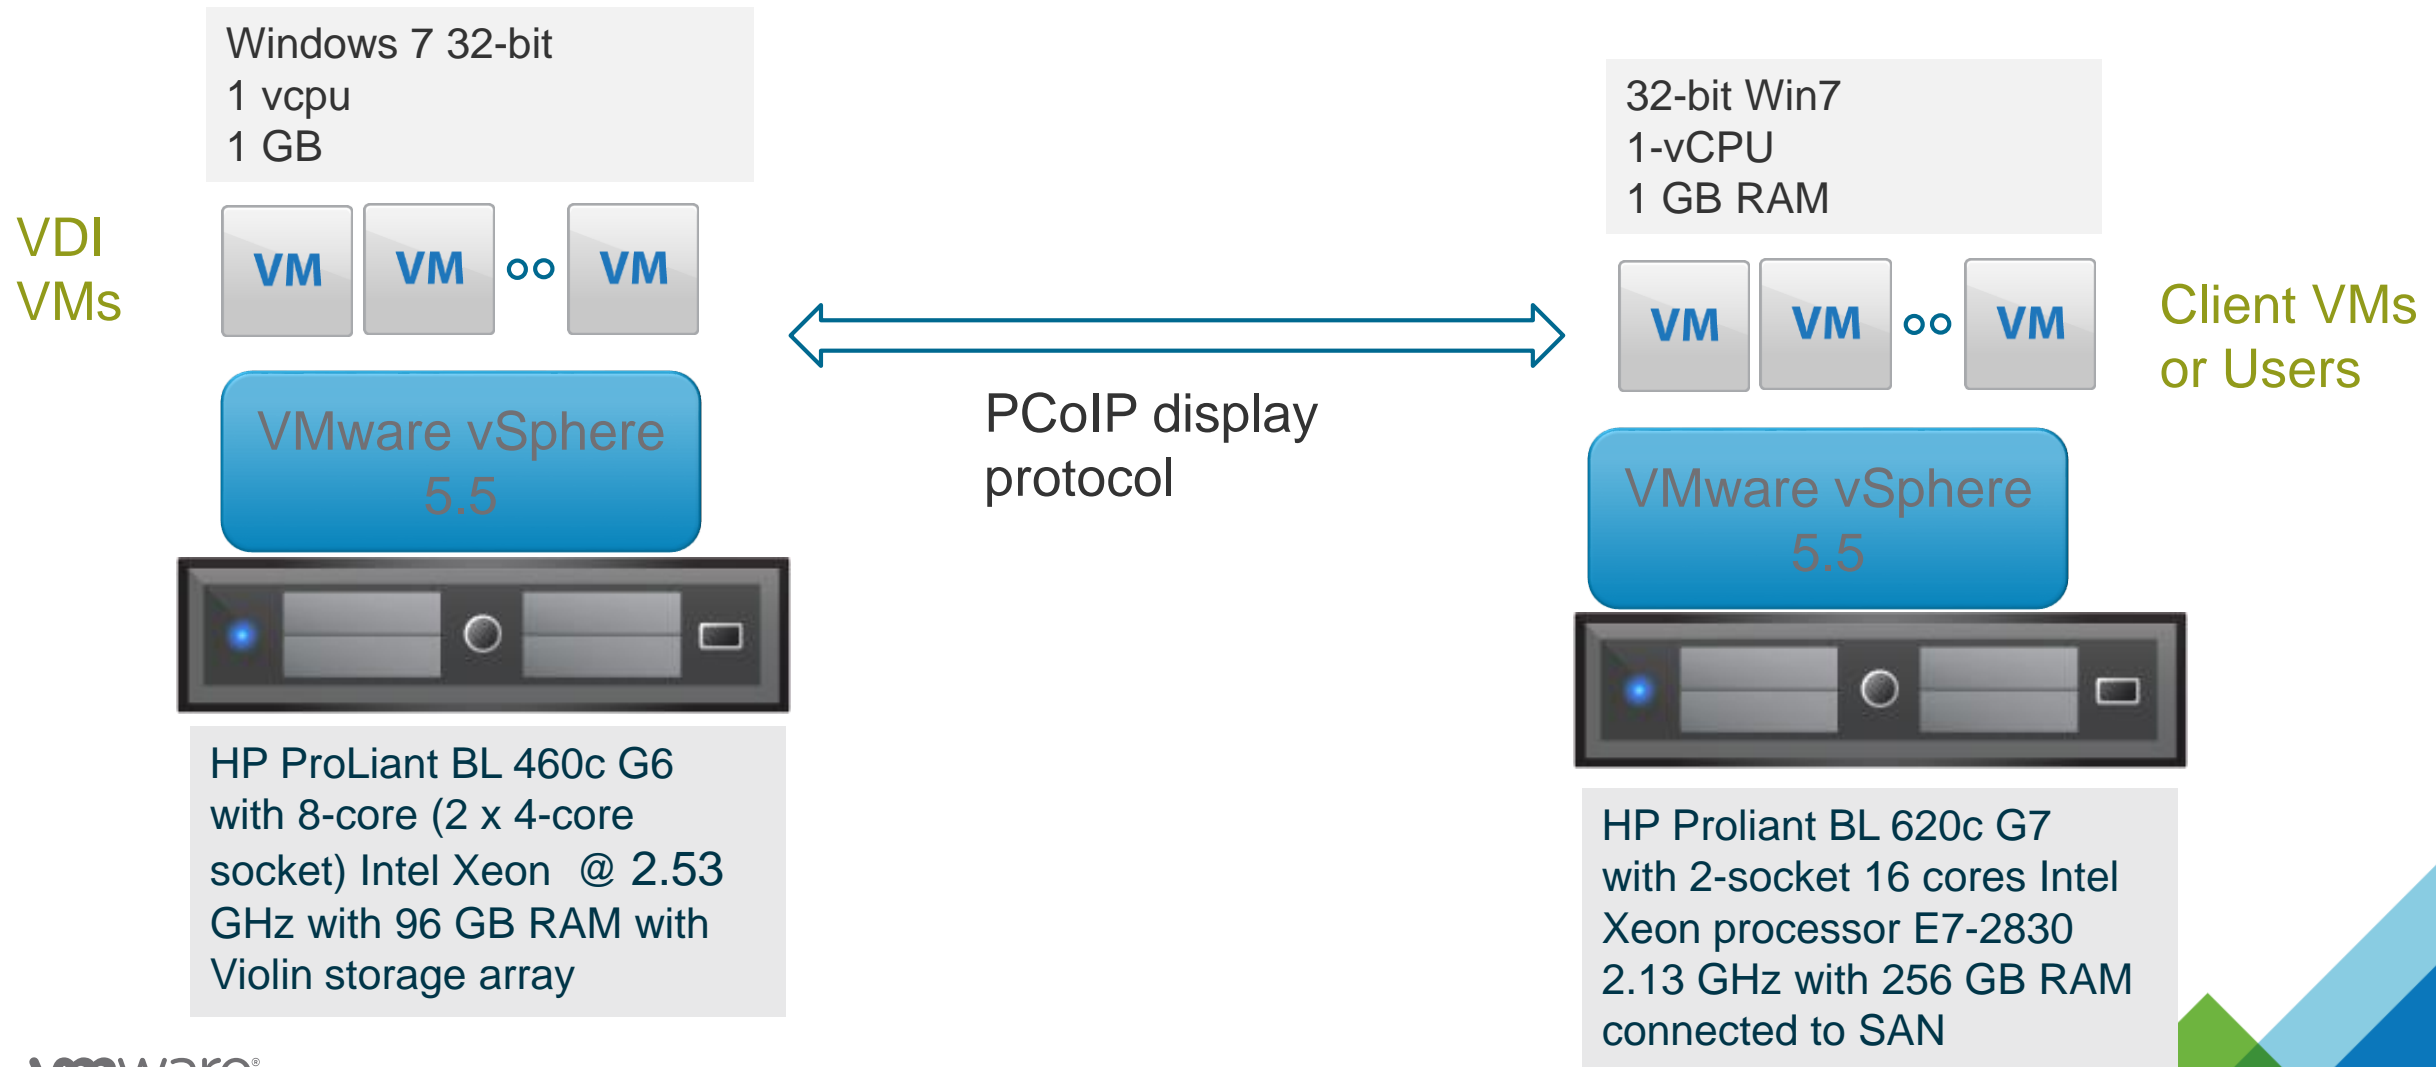 Windows 7 32-bit
1 vcpu
1 GB
VDI
VMs
VM
VM
VM
VMware vSphere
5.5
HP ProLiant BL 460c G6
with 8-core (2 x 4-core
socket) Intel Xeon @ 2.53
GHz with 96 GB RAM with
Violin storage array
PCoIP display
protocol
32-bit Win7
1-vCPU
1 GB RAM
VM
VM
VM
Client VMs
or Users
VMware vSphere
5.5
HP Proliant BL 620c G7
with 2-socket 16 cores Intel
Xeon processor E7-2830
2.13 GHz with 256 GB RAM
connected to SAN
vmware®